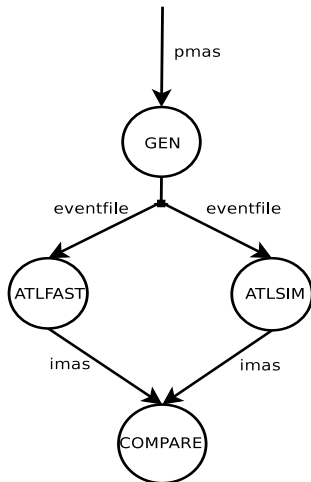 pmas
GEN
eventfile eventfile
ATLFAST ATLSIM
imas imas
COMPARE